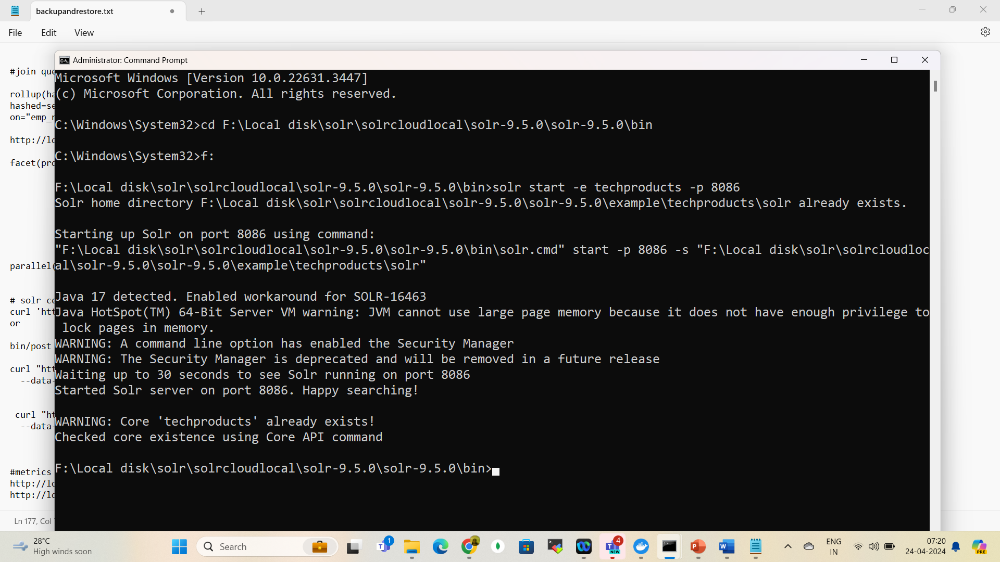 backupandrestore.txt
File Edit View
Administrator: Command Prompt
#join que
rollup(ha
hashed=se
on="emp_n
http://lo
facet(pro
parallel(
# solr ce
curl 'htt
or
bin/post
curl "htt
--data-
curl "ht
--data-
#metrics
http://lo
http://lo
Ln 177, Col
Microsoft Windows [Version 10.0.22631.3447]
(c) Microsoft Corporation. All rights reserved.
C:\Windows\System32>cd F:\Local disk\solr\solrcloudlocal\solr-9.5.0\solr-9.5.0\bin
C:\Windows\System32>f:
F:\Local disk\solr\solrcloudlocal\solr-9.5.0\solr-9.5.0\bin>solr start -e techproducts -p 8086
Solr home directory F:\Local disk\solr\solrcloudlocal\solr-9.5.0\solr-9.5.0\example\techproducts\solr already exists.
Starting up Solr on port 8086 using command:
"F:\Local disk\solr\solrcloudlocal\solr-9.5.0\solr-9.5.0\bin\solr.cmd" start -p 8086 -s "F:\Local disk\solr\solrcloudloc
al\solr-9.5.0\solr-9.5.0\example\techproducts\solr"
Java 17 detected. Enabled workaround for SOLR-16463
Java HotSpot(TM) 64-Bit Server VM warning: JVM cannot use large page memory because it does not have enough privilege to
lock pages in memory.
WARNING: A command line option has enabled the Security Manager
WARNING: The Security Manager is deprecated and will be removed in a future release
Waiting up to 30 seconds to see Solr running on port 8086
Started Solr server on port 8086. Happy searching!
WARNING: Core 'techproducts' already exists!
Checked core existence using Core API command
F:\Local disk\solr\solrcloudlocal\solr-9.5.0\solr-9.5.0\bin>
28°C
High winds soon
Search
1
4
NEW
ENG
IN
07:20
24-04-2024
PRE